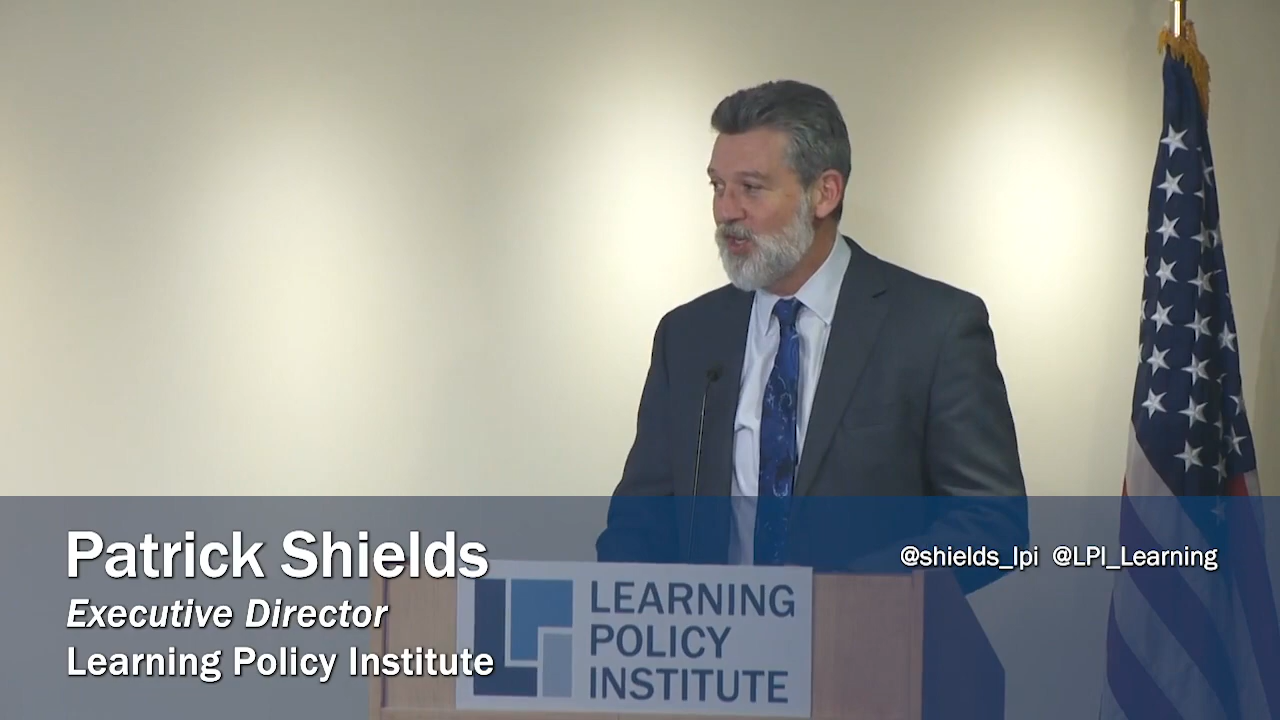 Patrick Shields
Executive Director
Learning Policy Institute
@shields_lpi @LPI_Learning
LEARNING
POLICY
INSTITUTE